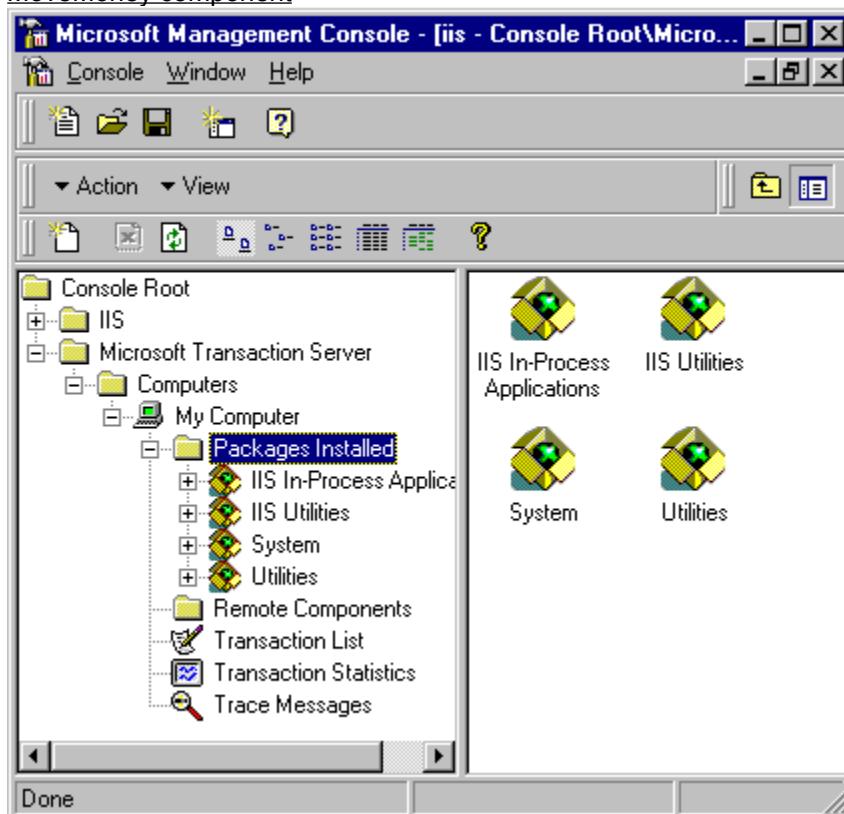 MoveMoney component
Microsoft Management Console - [iis - Console Root\Micro...
Console Window Help
Action View
Console Root
IIS
Microsoft Transaction Server
Computers
My Computer
Packages Installed
IIS In-Process Applica
IIS Utilities
System
Utilities
Remote Components
Transaction List
Transaction Statistics
Trace Messages
IIS In-Process
Applications
IIS Utilities
System
Utilities
Done